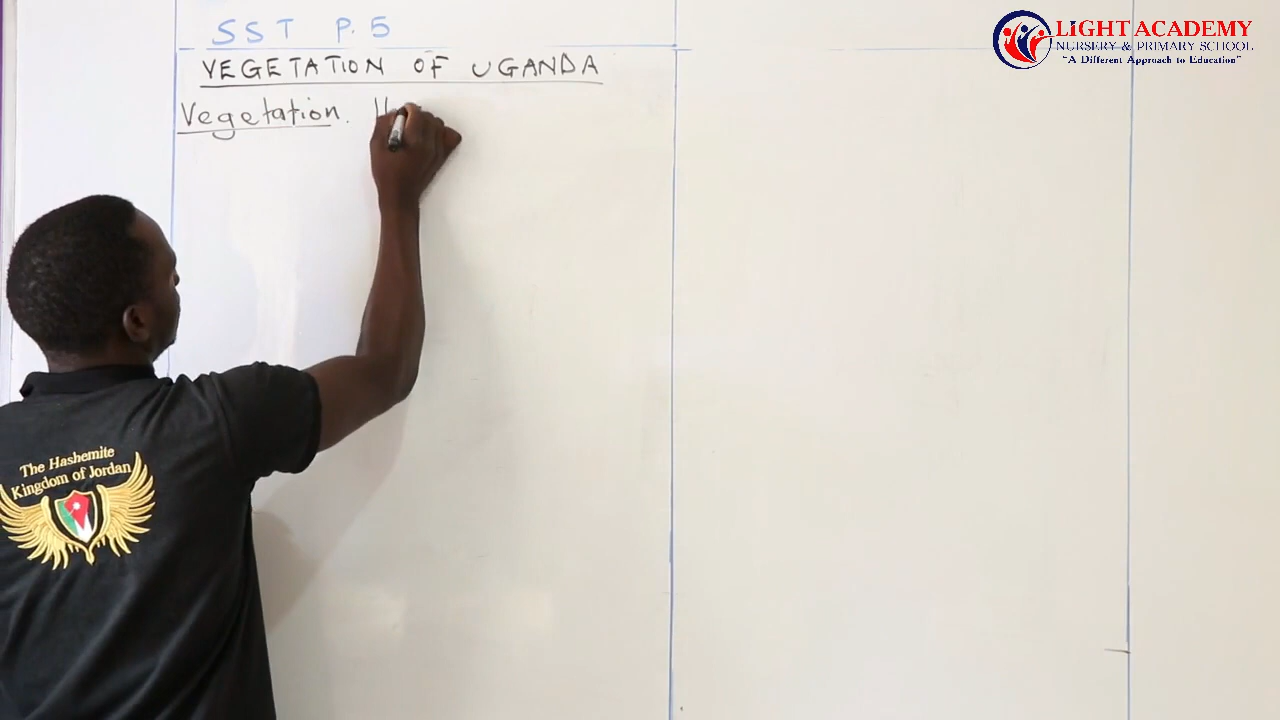 SST P.5
LIGHT ACADEMY
NURSERY & PRIMARY SCHOOL
"A Different Approach to Education"
VEGETATION OF UGANDA
Vegetation.
The Hashemite
Kingdom of Jordan